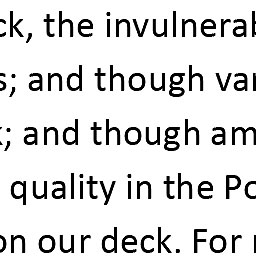 ck, the invulnerab
s; and though var
k; and though am
quality in the Po
on our deck. For